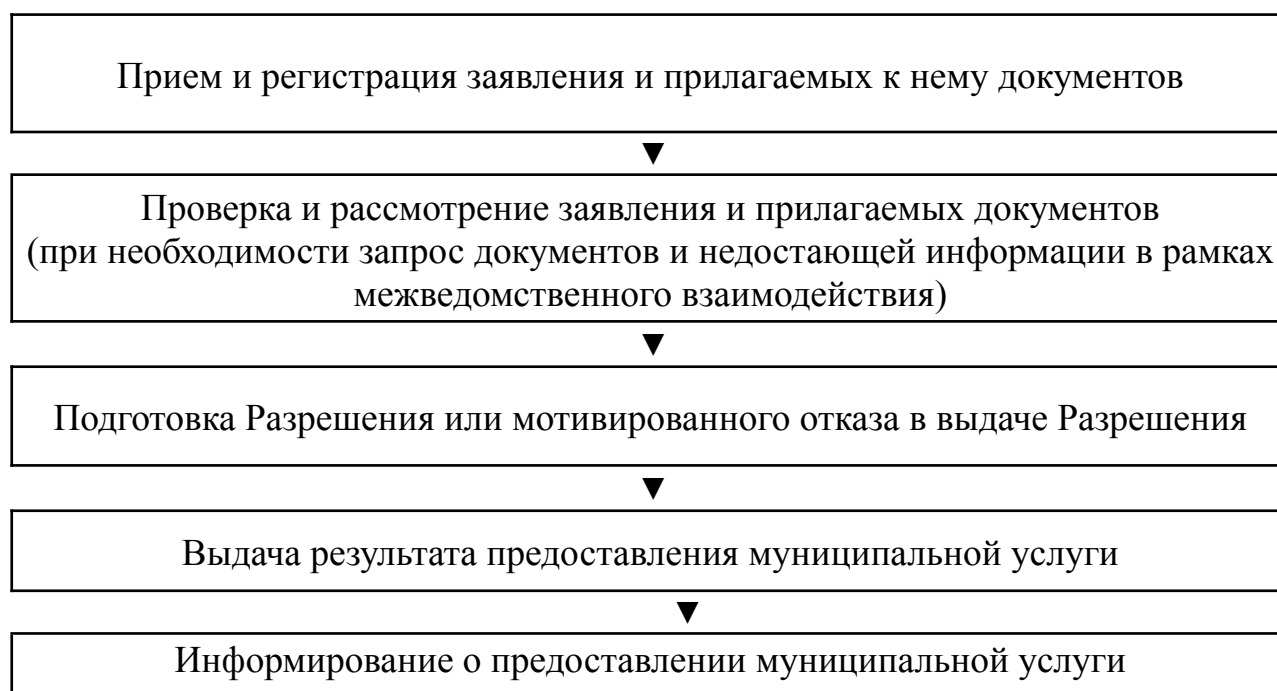 Прием и регистрация заявления и прилагаемых к нему документов
Проверка и рассмотрение заявления и прилагаемых документов
(при необходимости запрос документов и недостающей информации в рамках
межведомственного взаимодействия)
Подготовка Разрешения или мотивированного отказа в выдаче Разрешения
Выдача результата предоставления муниципальной услуги
Информирование о предоставлении муниципальной услуги